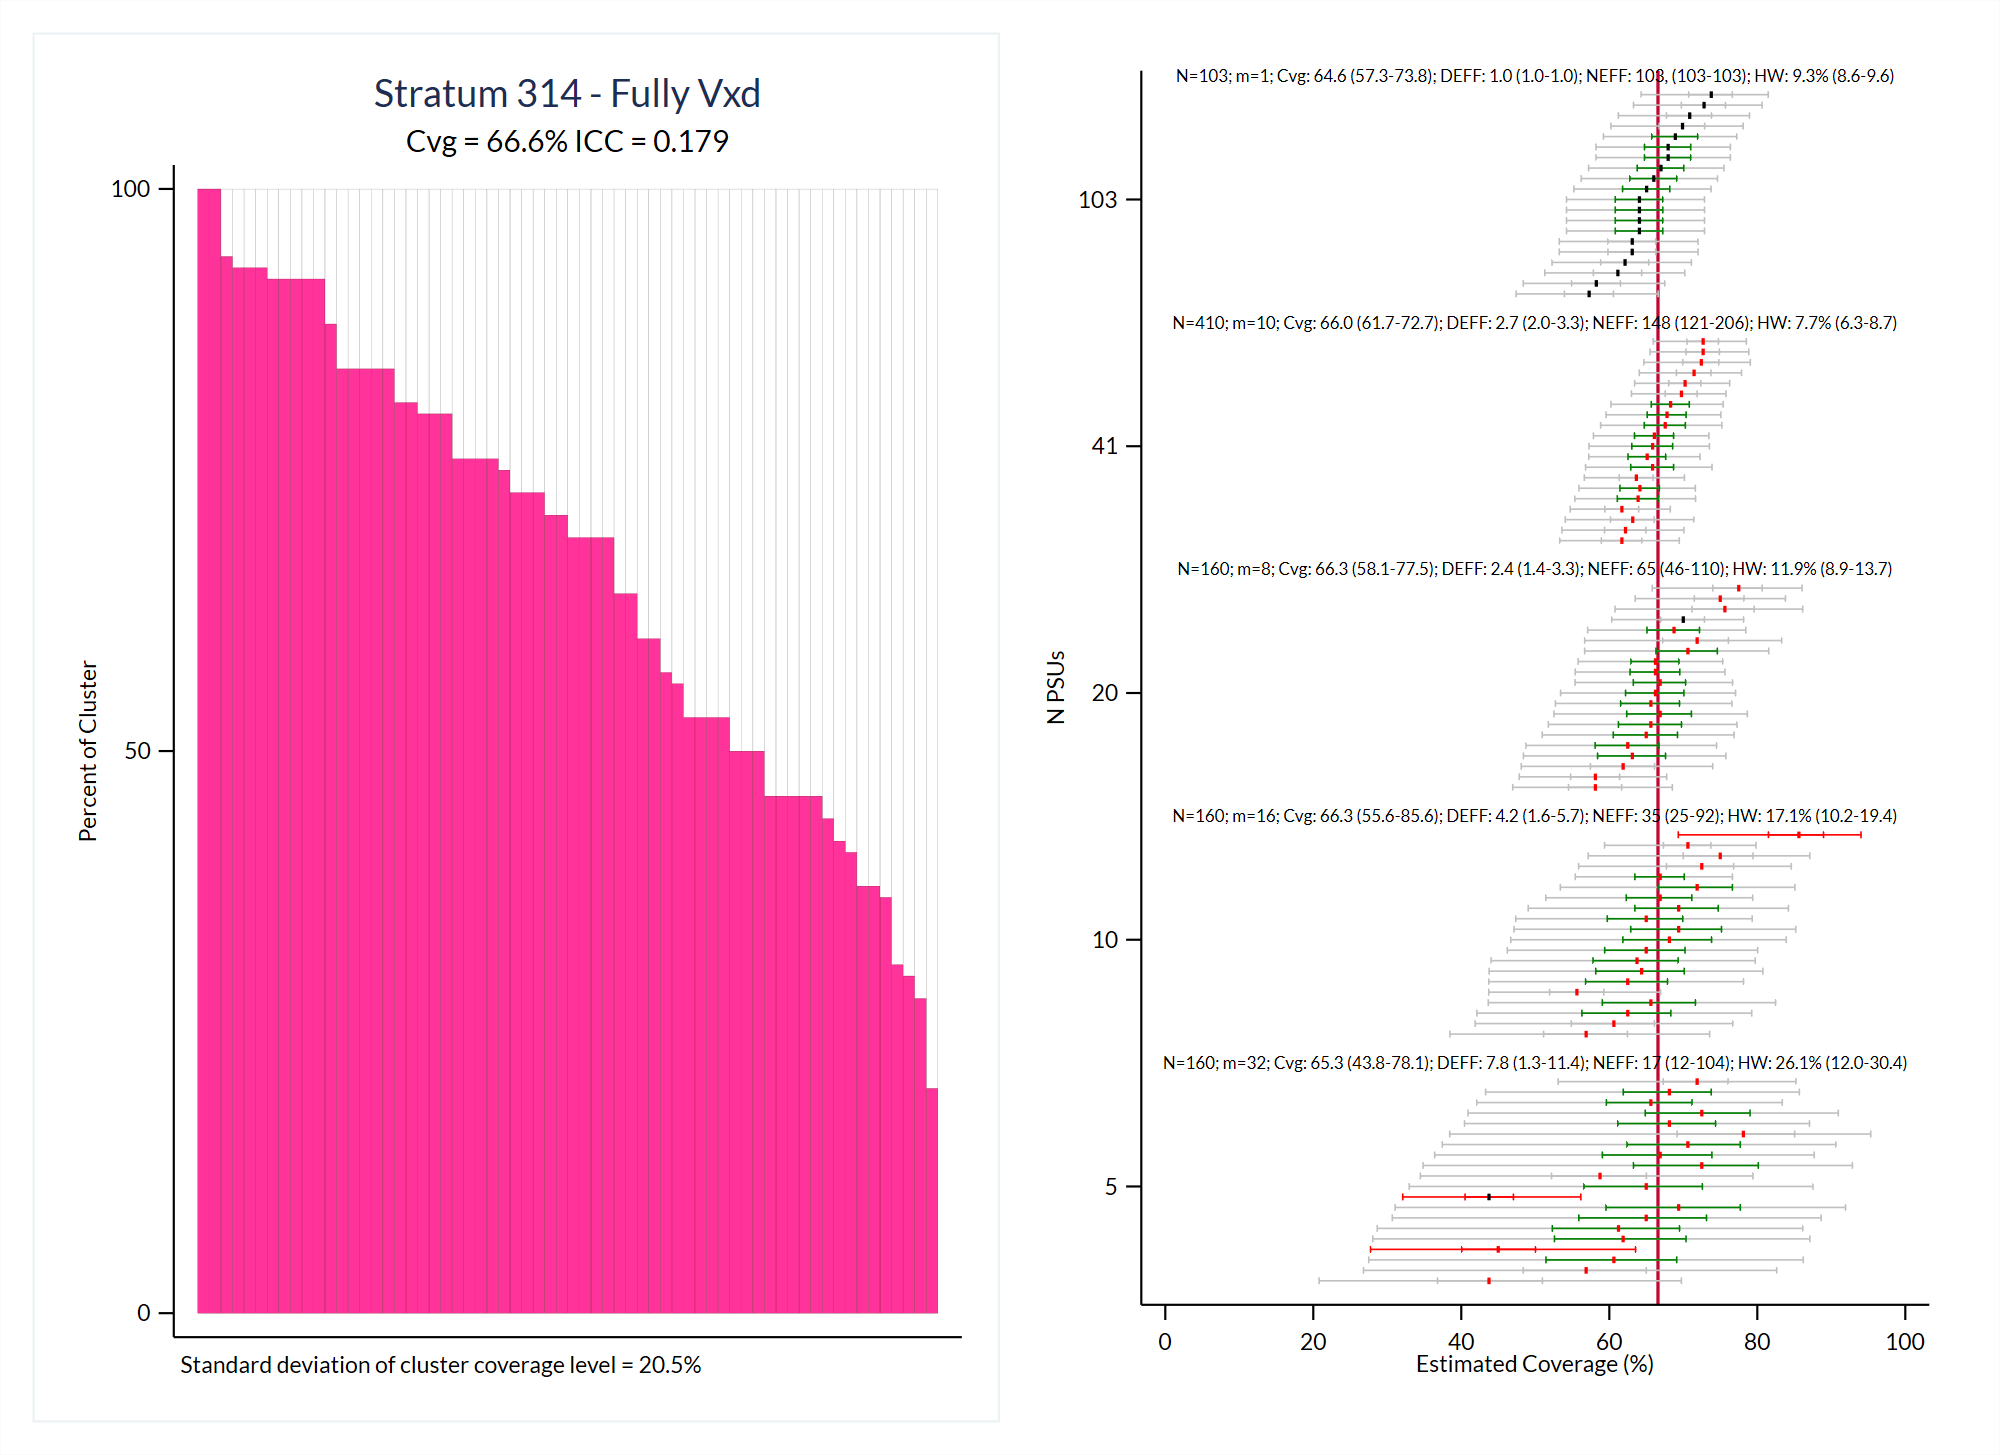 Stratum 314 - Fully Vxd
Cvg = 66.6% ICC = 0.179
100
50
0
Percent of Cluster
Standard deviation of cluster coverage level = 20.5%
N=103; m=1; Cvg: 64.6 (57.3-73.8); DEFF: 1.0 (1.0-1.0); NEFF: 103, (103-103); HW: 9.3% (8.6-9.6)
103
N=410; m=10; Cvg: 66.0 (61.7-72.7); DEFF: 2.7 (2.0-3.3); NEFF: 148 (121-206); HW: 7.7% (6.3-8.7)
41
N=160; m=8; Cvg: 66.3 (58.1-77.5); DEFF: 2.4 (1.4-3.3); NEFF: 65 (46-110); HW: 11.9% (8.9-13.7)
N PSUs
20
N=160; m=16; Cvg: 66.3 (55.6-85.6); DEFF: 4.2 (1.6-5.7); NEFF: 35 (25-92); HW: 17.1% (10.2-19.4)
10
N=160; m=32; Cvg: 65.3 (43.8-78.1); DEFF: 7.8 (1.3-11.4); NEFF: 17 (12-104); HW: 26.1% (12.0-30.4)
5
0 20 40 60 80 100
Estimated Coverage (%)